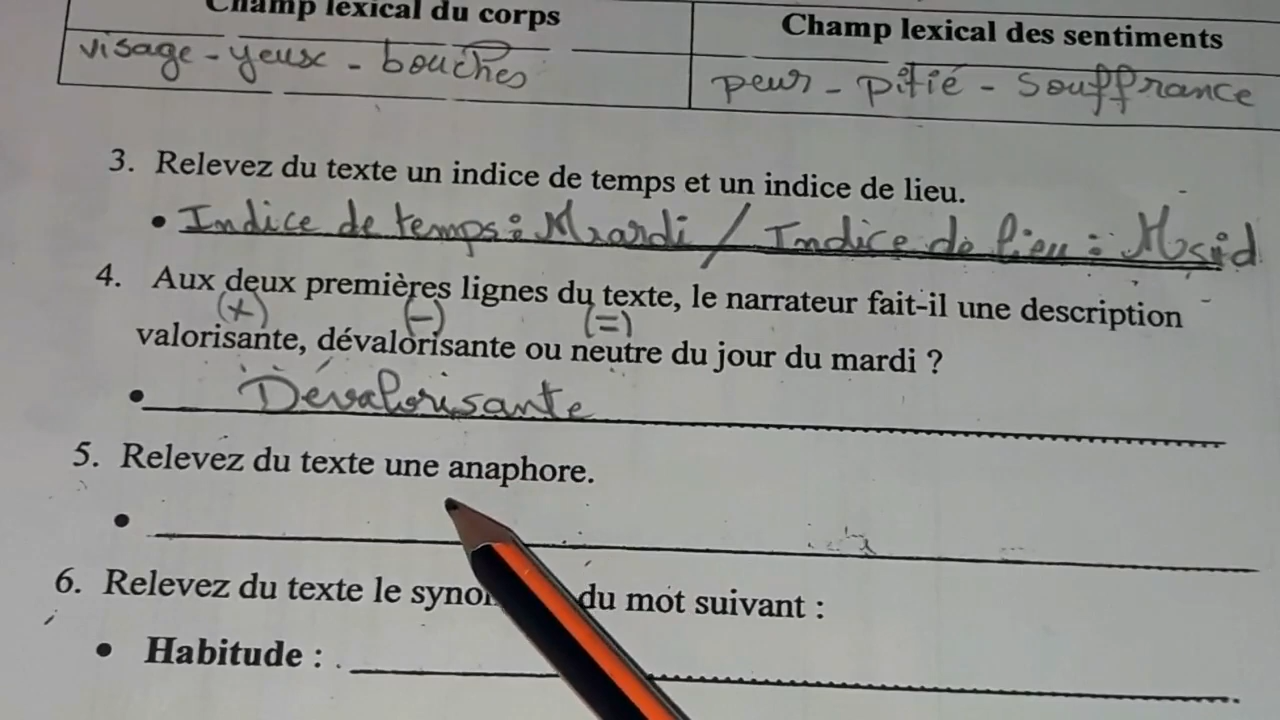 Champ lexical du corps
Champ lexical des sentiments
visage - yeux - bouches
peur - pitié - souffrance
3. Relevez du texte un indice de temps et un indice de lieu.
• Indice de temps : Mardi / Indice de lieu : Msid
4. Aux deux premières lignes du texte, le narrateur fait-il une description
(+) (-) (=)
valorisante, dévalorisante ou neutre du jour du mardi ?
• Dévalorisante
5. Relevez du texte une anaphore.
•
6. Relevez du texte le du mot suivant :
• Habitude :